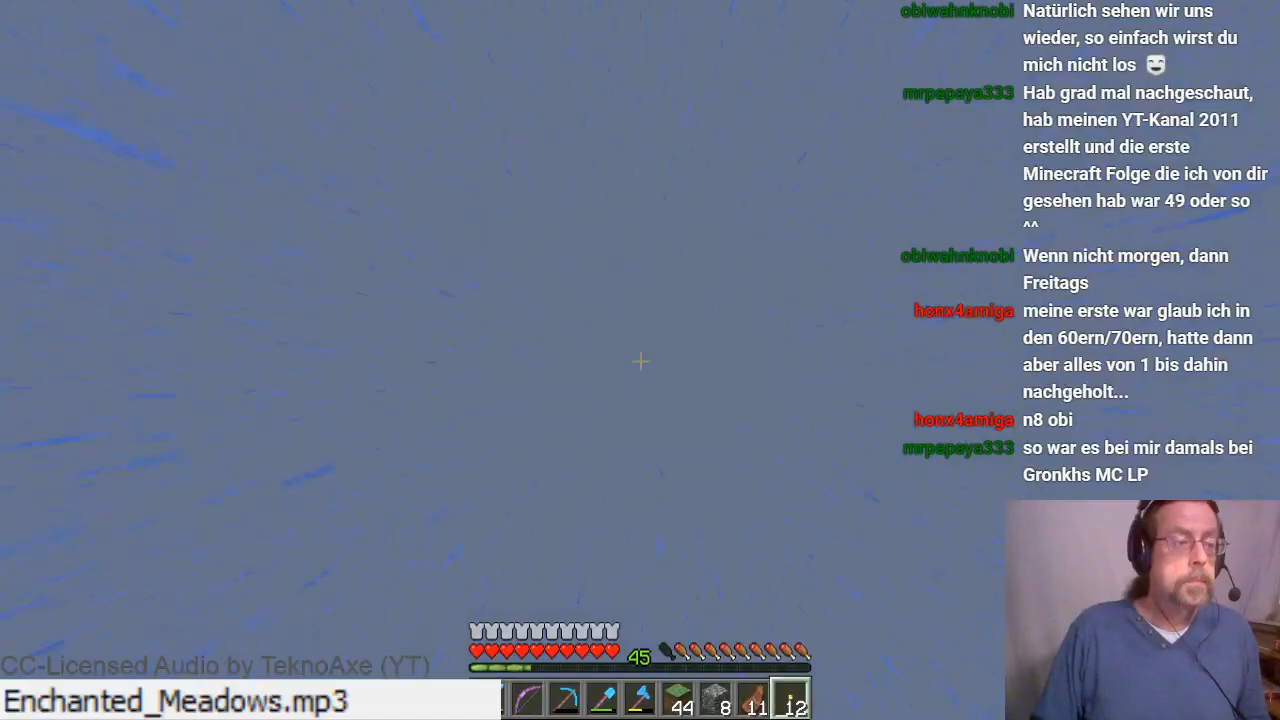 obiwahnknobi Natürlich sehen wir uns
wieder, so einfach wirst du
mich nicht los
mrpapaya333 Hab grad mal nachgeschaut,
hab meinen YT-Kanal 2011
erstellt und die erste
Minecraft Folge die ich von dir
gesehen hab war 49 oder so
^^
obiwahnknobi Wenn nicht morgen, dann
Freitags
honx4amiga meine erste war glaub ich in
den 60ern/70ern, hatte dann
aber alles von 1 bis dahin
nachgeholt...
honx4amiga n8 obi
mrpapaya333 so war es bei mir damals bei
Gronkhs MC LP
45
CC-Licensed Audio by TeknoAxe (YT)
Enchanted_Meadows.mp3
44 8 11 12